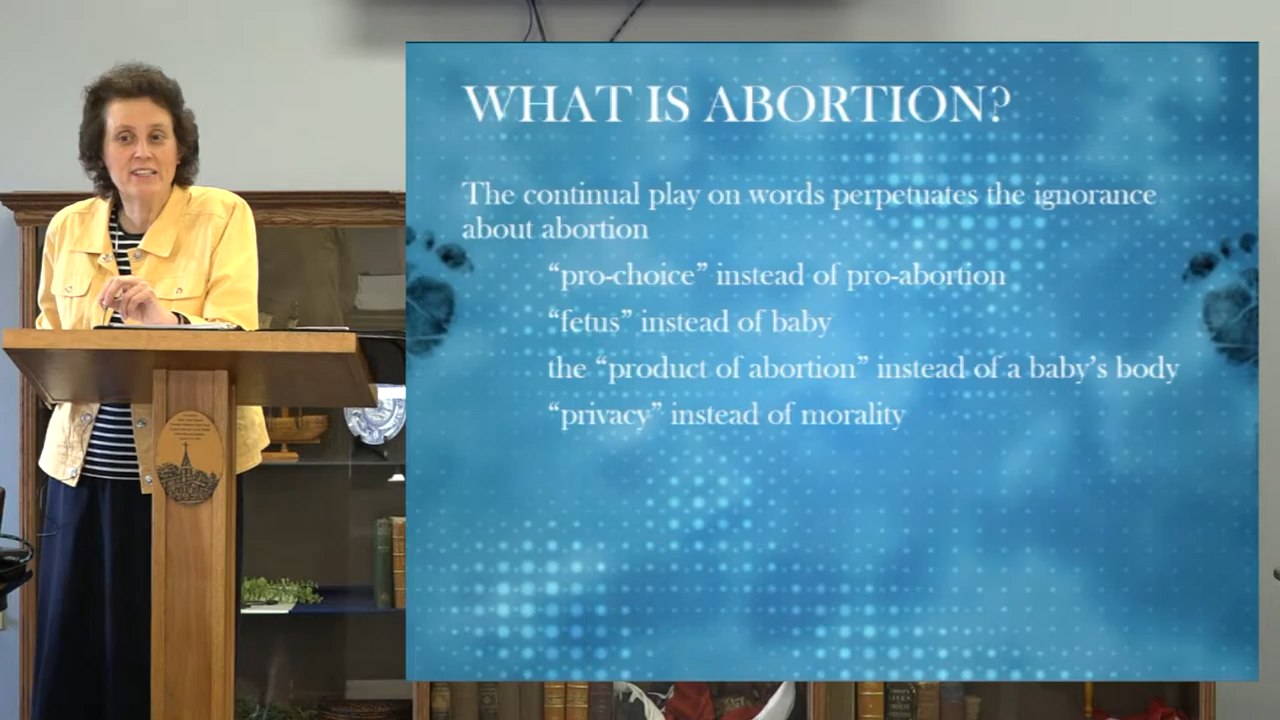 WHAT IS ABORTION?
The continual play on words perpetuates the ignorance
about abortion
“pro-choice” instead of pro-abortion
“fetus” instead of baby
the “product of abortion” instead of a baby’s body
“privacy” instead of morality